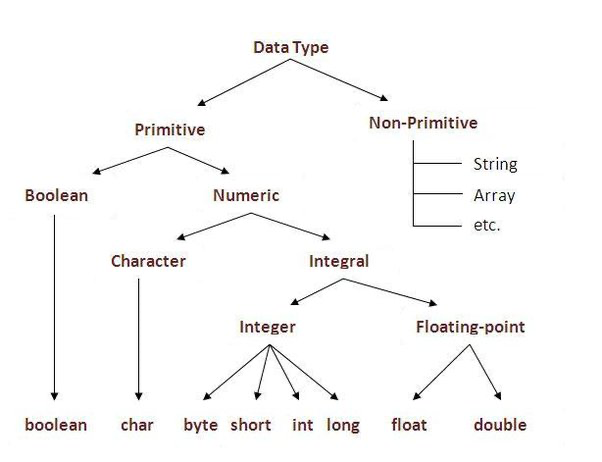 Data Type
Primitive
Non-Primitive
String
Array
etc.
Boolean
Numeric
Character
Integral
Integer
Floating-point
boolean
char
byte
short
int
long
float
double